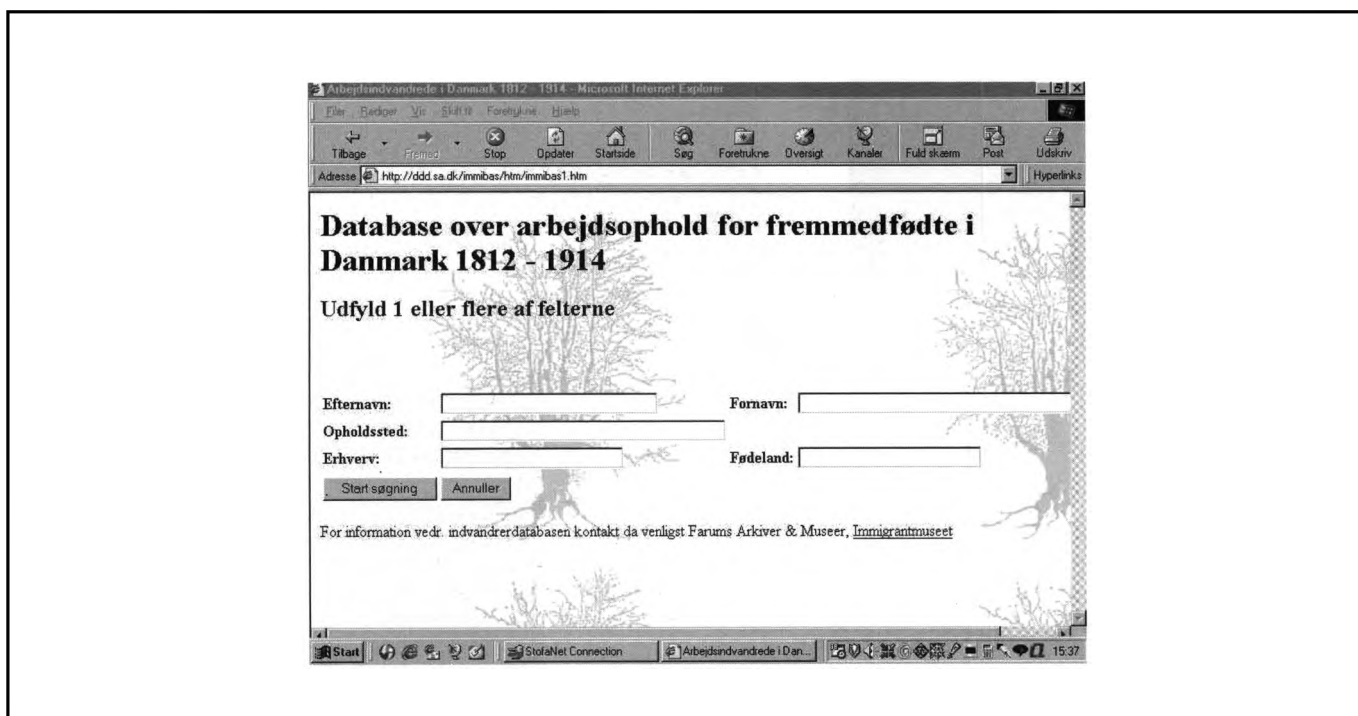 Arbejdsindvandrede i Danmark 1812 - 1914 - Microsoft Internet Explorer
Filer Rediger Vis Skift til Foretrukne Hjælp
Tilbage Fremad Stop Opdater Startside Søg Foretrukne Oversigt Kanaler Fuld skærm Post Udskriv
Adresse http://ddd.sa.dk/immibas/htm/immibas1.htm Hyperlinks
Database over arbejdsophold for fremmedfødte i
Danmark 1812 - 1914
Udfyld 1 eller flere af felterne
Efternavn: Fornavn:
Opholdssted:
Erhverv: Fødeland:
Start søgning Annuller
For information vedr. indvandrerdatabasen kontakt da venligst Farums Arkiver & Museer, Immigrantmuseet
Start StofaNet Connection Arbejdsindvandrede i Dan... 15:37